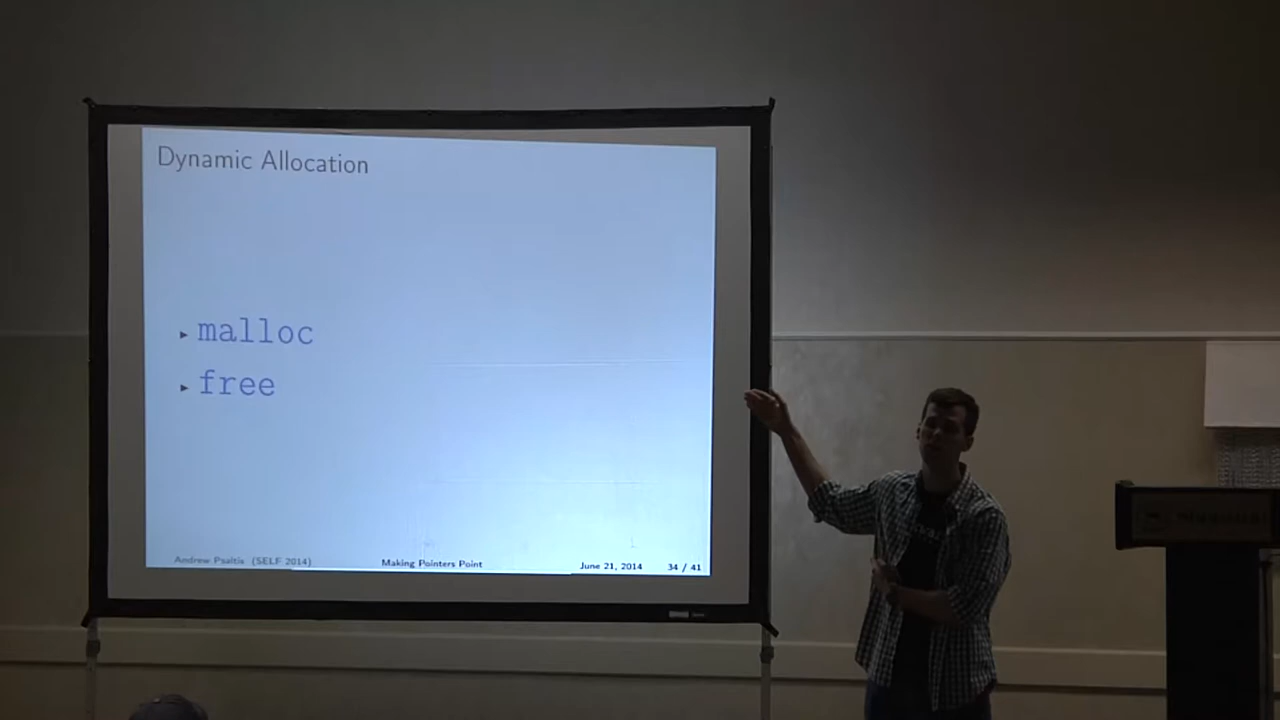 Dynamic Allocation
malloc
free
Andrew Psaltis (SELF 2014) Making Pointers Point June 21, 2014 34 / 41